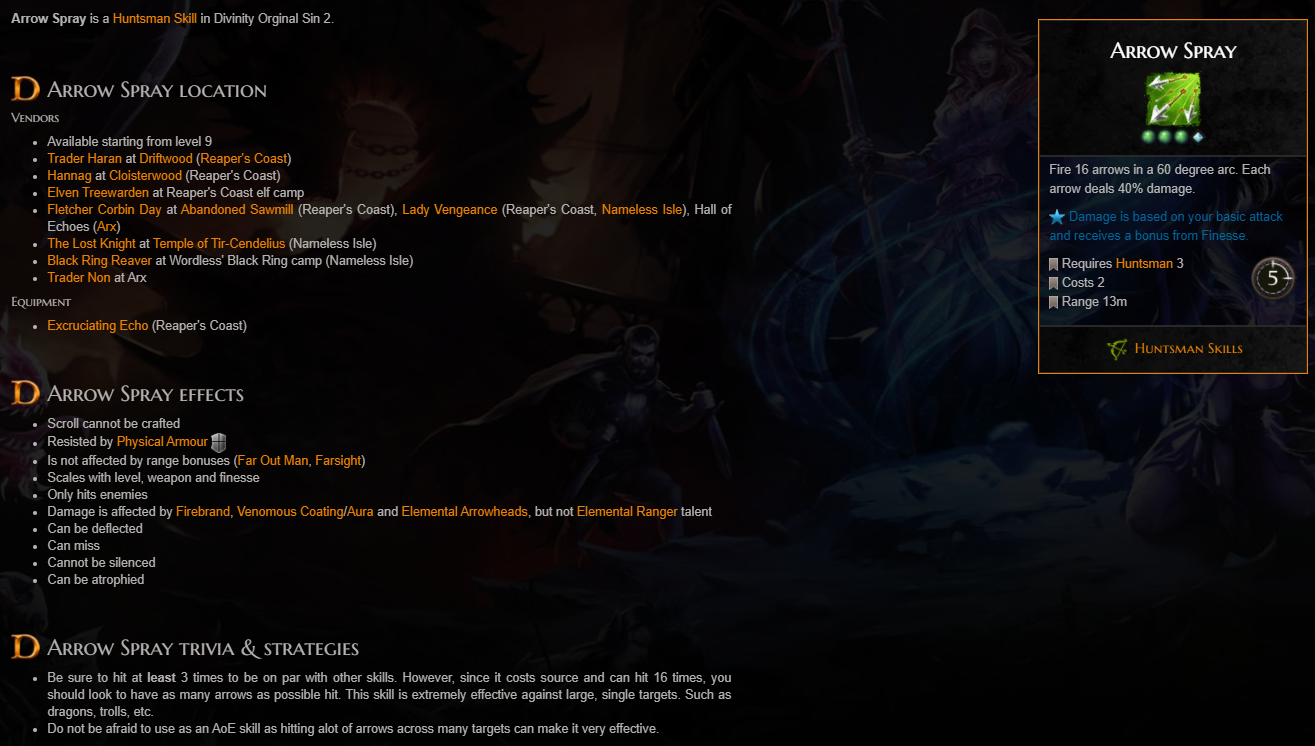 Arrow Spray is a Huntsman Skill in Divinity Orginal Sin 2.
Arrow Spray location
Vendors
Available starting from level 9
Trader Haran at Driftwood (Reaper's Coast)
Hannag at Cloisterwood (Reaper's Coast)
Elven Treewarden at Reaper's Coast elf camp
Fletcher Corbin Day at Abandoned Sawmill (Reaper's Coast), Lady Vengeance (Reaper's Coast, Nameless Isle), Hall of
Echoes (Arx)
The Lost Knight at Temple of Tir-Cendelius (Nameless Isle)
Black Ring Reaver at Wordless' Black Ring camp (Nameless Isle)
Trader Non at Arx
Equipment
Excruciating Echo (Reaper's Coast)
Arrow Spray effects
Scroll cannot be crafted
Resisted by Physical Armour
Is not affected by range bonuses (Far Out Man, Farsight)
Scales with level, weapon and finesse
Only hits enemies
Damage is affected by Firebrand, Venomous Coating/Aura and Elemental Arrowheads, but not Elemental Ranger talent
Can be deflected
Can miss
Cannot be silenced
Can be atrophied
Arrow Spray trivia & strategies
Be sure to hit at least 3 times to be on par with other skills. However, since it costs source and can hit 16 times, you
should look to have as many arrows as possible hit. This skill is extremely effective against large, single targets. Such as
dragons, trolls, etc.
Do not be afraid to use as an AoE skill as hitting alot of arrows across many targets can make it very effective.
Arrow Spray
Fire 16 arrows in a 60 degree arc. Each
arrow deals 40% damage.
Damage is based on your basic attack
and receives a bonus from Finesse.
Requires Huntsman 3
Costs 2
Range 13m
5
Huntsman Skills